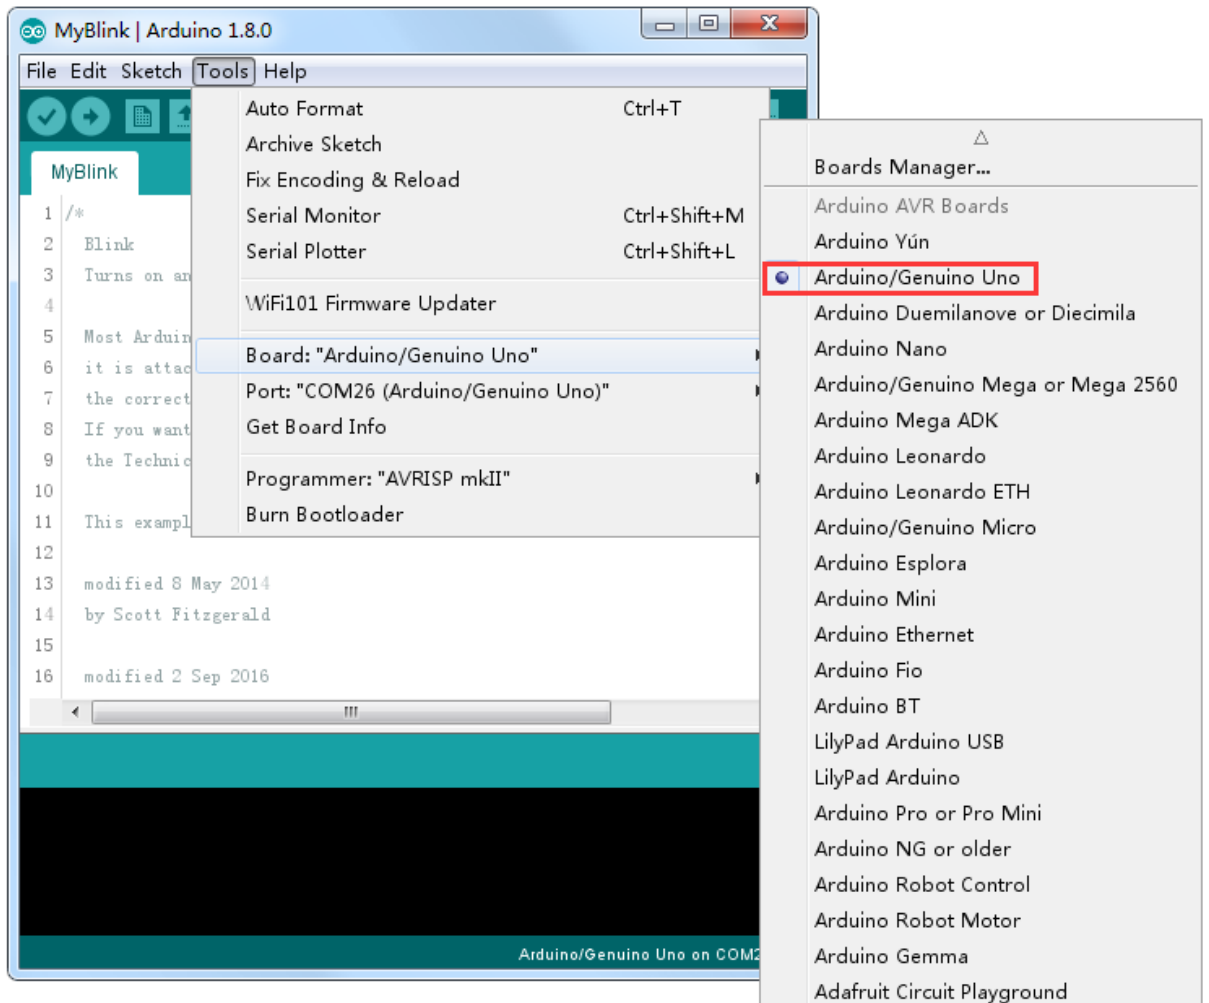 MyBlink | Arduino 1.8.0
File Edit Sketch Tools Help
Auto Format Ctrl+T
Archive Sketch
Fix Encoding & Reload
Serial Monitor Ctrl+Shift+M
Serial Plotter Ctrl+Shift+L
WiFi101 Firmware Updater
Board: "Arduino/Genuino Uno"
Port: "COM26 (Arduino/Genuino Uno)"
Get Board Info
Programmer: "AVRISP mkII"
Burn Bootloader
Boards Manager...
Arduino AVR Boards
Arduino Yún
Arduino/Genuino Uno
Arduino Duemilanove or Diecimila
Arduino Nano
Arduino/Genuino Mega or Mega 2560
Arduino Mega ADK
Arduino Leonardo
Arduino Leonardo ETH
Arduino/Genuino Micro
Arduino Esplora
Arduino Mini
Arduino Ethernet
Arduino Fio
Arduino BT
LilyPad Arduino USB
LilyPad Arduino
Arduino Pro or Pro Mini
Arduino NG or older
Arduino Robot Control
Arduino Robot Motor
Arduino Gemma
Adafruit Circuit Playground
MyBlink
1 /*
2 Blink
3 Turns on an
4
5 Most Arduin
6 it is attac
7 the correct
8 If you want
9 the Technic
10
11 This exampl
12
13 modified 8 May 2014
14 by Scott Fitzgerald
15
16 modified 2 Sep 2016
Arduino/Genuino Uno on COM2